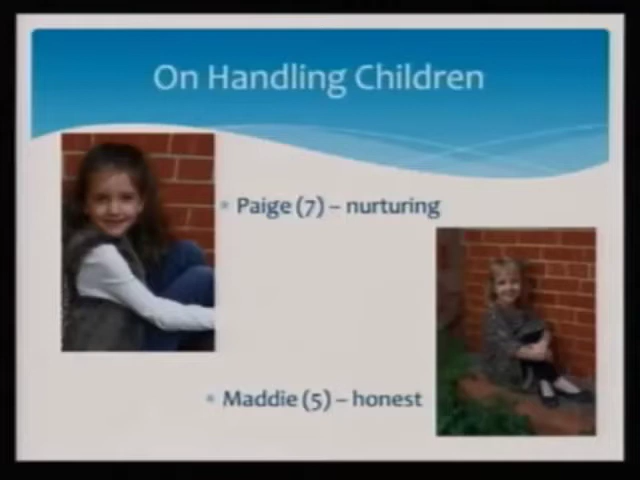 On Handling Children
Paige (7) – nurturing
Maddie (5) – honest